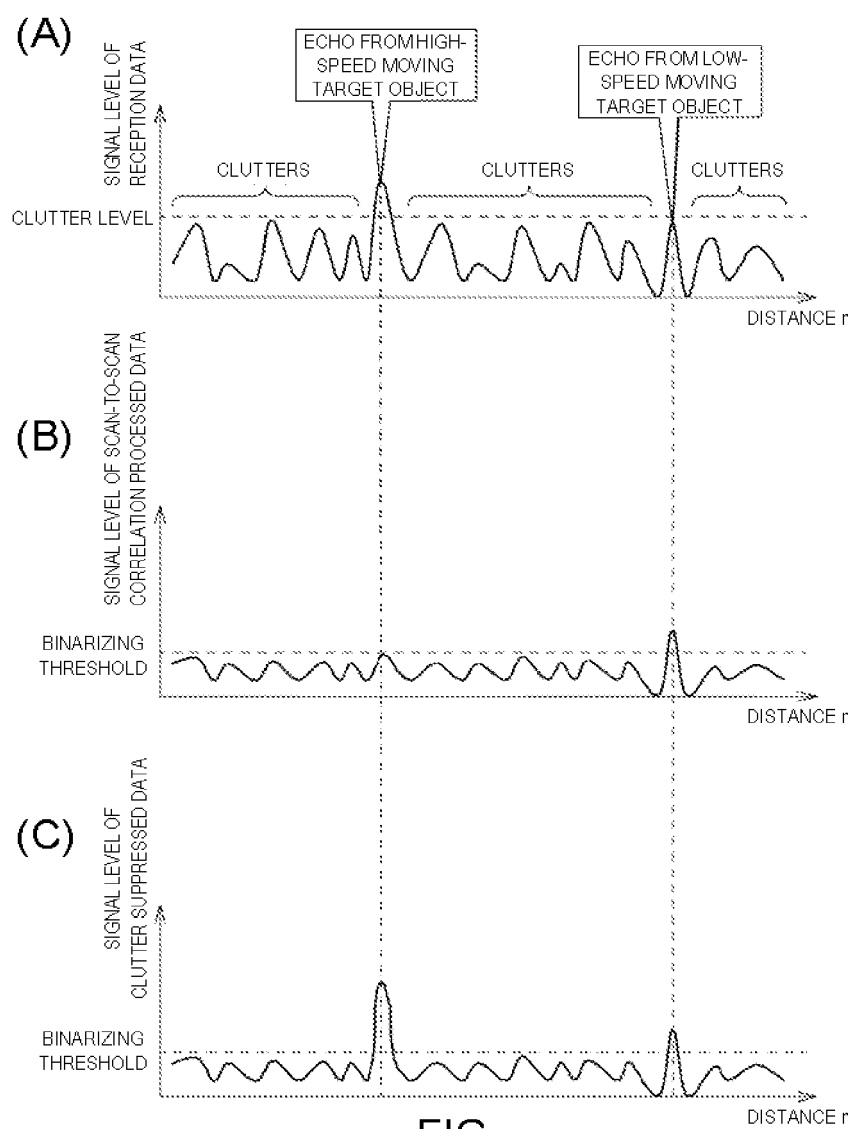 (A)
SIGNAL LEVEL OF
RECEPTION DATA
ECHO FROM HIGH-
SPEED MOVING
TARGET OBJECT
ECHO FROM LOW-
SPEED MOVING
TARGET OBJECT
CLUTTERS
CLUTTERS
CLUTTERS
CLUTTER LEVEL
DISTANCE r
(B)
SIGNAL LEVEL OF SCAN-TO-SCAN
CORRELATION PROCESSED DATA
BINARIZING
THRESHOLD
DISTANCE r
(C)
SIGNAL LEVEL OF
CLUTTER SUPPRESSED DATA
BINARIZING
THRESHOLD
DISTANCE r
FIG